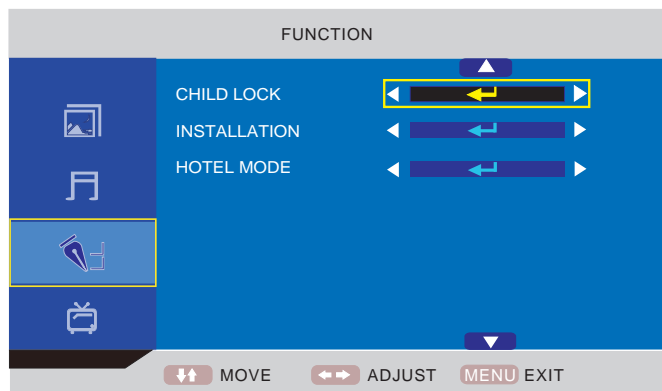 FUNCTION
CHILD LOCK
INSTALLATION
HOTEL MODE
MOVE ADJUST MENU EXIT